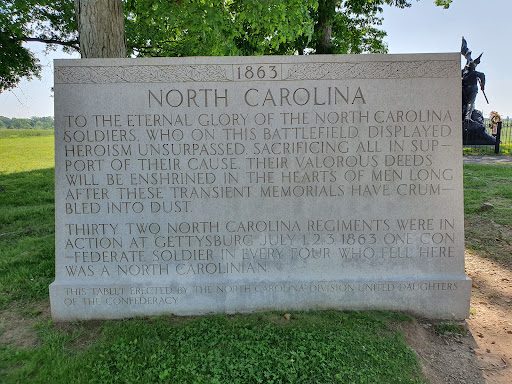 1863
NORTH CAROLINA
TO THE ETERNAL GLORY OF THE NORTH CAROLINA
SOLDIERS. WHO ON THIS BATTLEFIELD DISPLAYED
HEROISM UNSURPASSED SACRIFICING ALL IN SUP-
PORT OF THEIR CAUSE. THEIR VALOROUS DEEDS
WILL BE ENSHRINED IN THE HEARTS OF MEN LONG
AFTER THESE TRANSIENT MEMORIALS HAVE CRUM-
BLED INTO DUST.
THIRTY TWO NORTH CAROLINA REGIMENTS WERE IN
ACTION AT GETTYSBURG JULY 1, 2, 3, 1863. ONE CON
-FEDERATE SOLDIER IN EVERY FOUR WHO FELL HERE
WAS A NORTH CAROLINIAN
THIS TABLET ERECTED BY THE NORTH CAROLINA DIVISION UNITED DAUGHTERS
OF THE CONFEDERACY